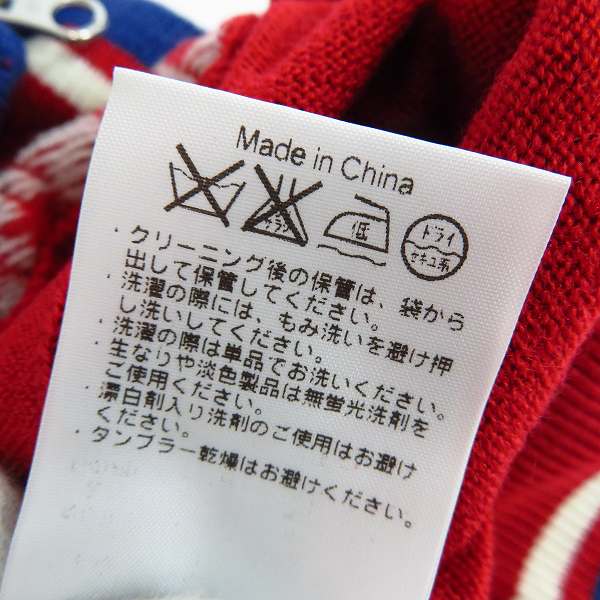 Made in China
エンソ サラシ
低
ドライ
セキユ系
・クリーニング後の保管は、袋から
出して保管してください。
・洗濯の際には、もみ洗いを避け押
し洗いしてください。
・洗濯の際は単品でお洗いください。
・生なりや淡色製品は無蛍光洗剤を
ご使用ください。
・漂白剤入り洗剤のご使用はお避け
ください。
・タンブラー乾燥はお避けください。